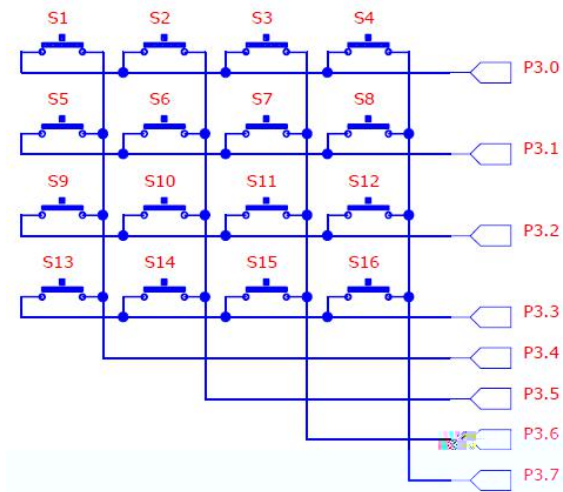 S1 S2 S3 S4
P3.0
S5 S6 S7 S8
P3.1
S9 S10 S11 S12
P3.2
S13 S14 S15 S16
P3.3
P3.4
P3.5
P3.6
P3.7